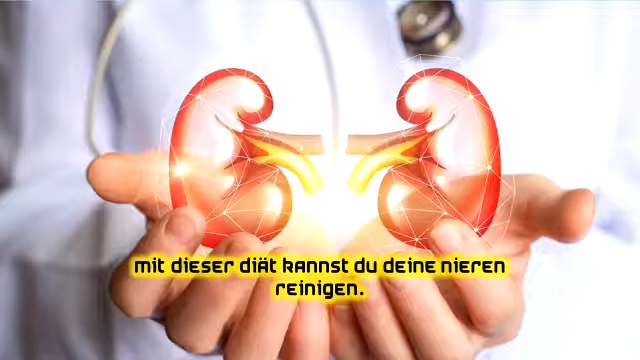 mit dieser diät kannst du deine nieren
reinigen.